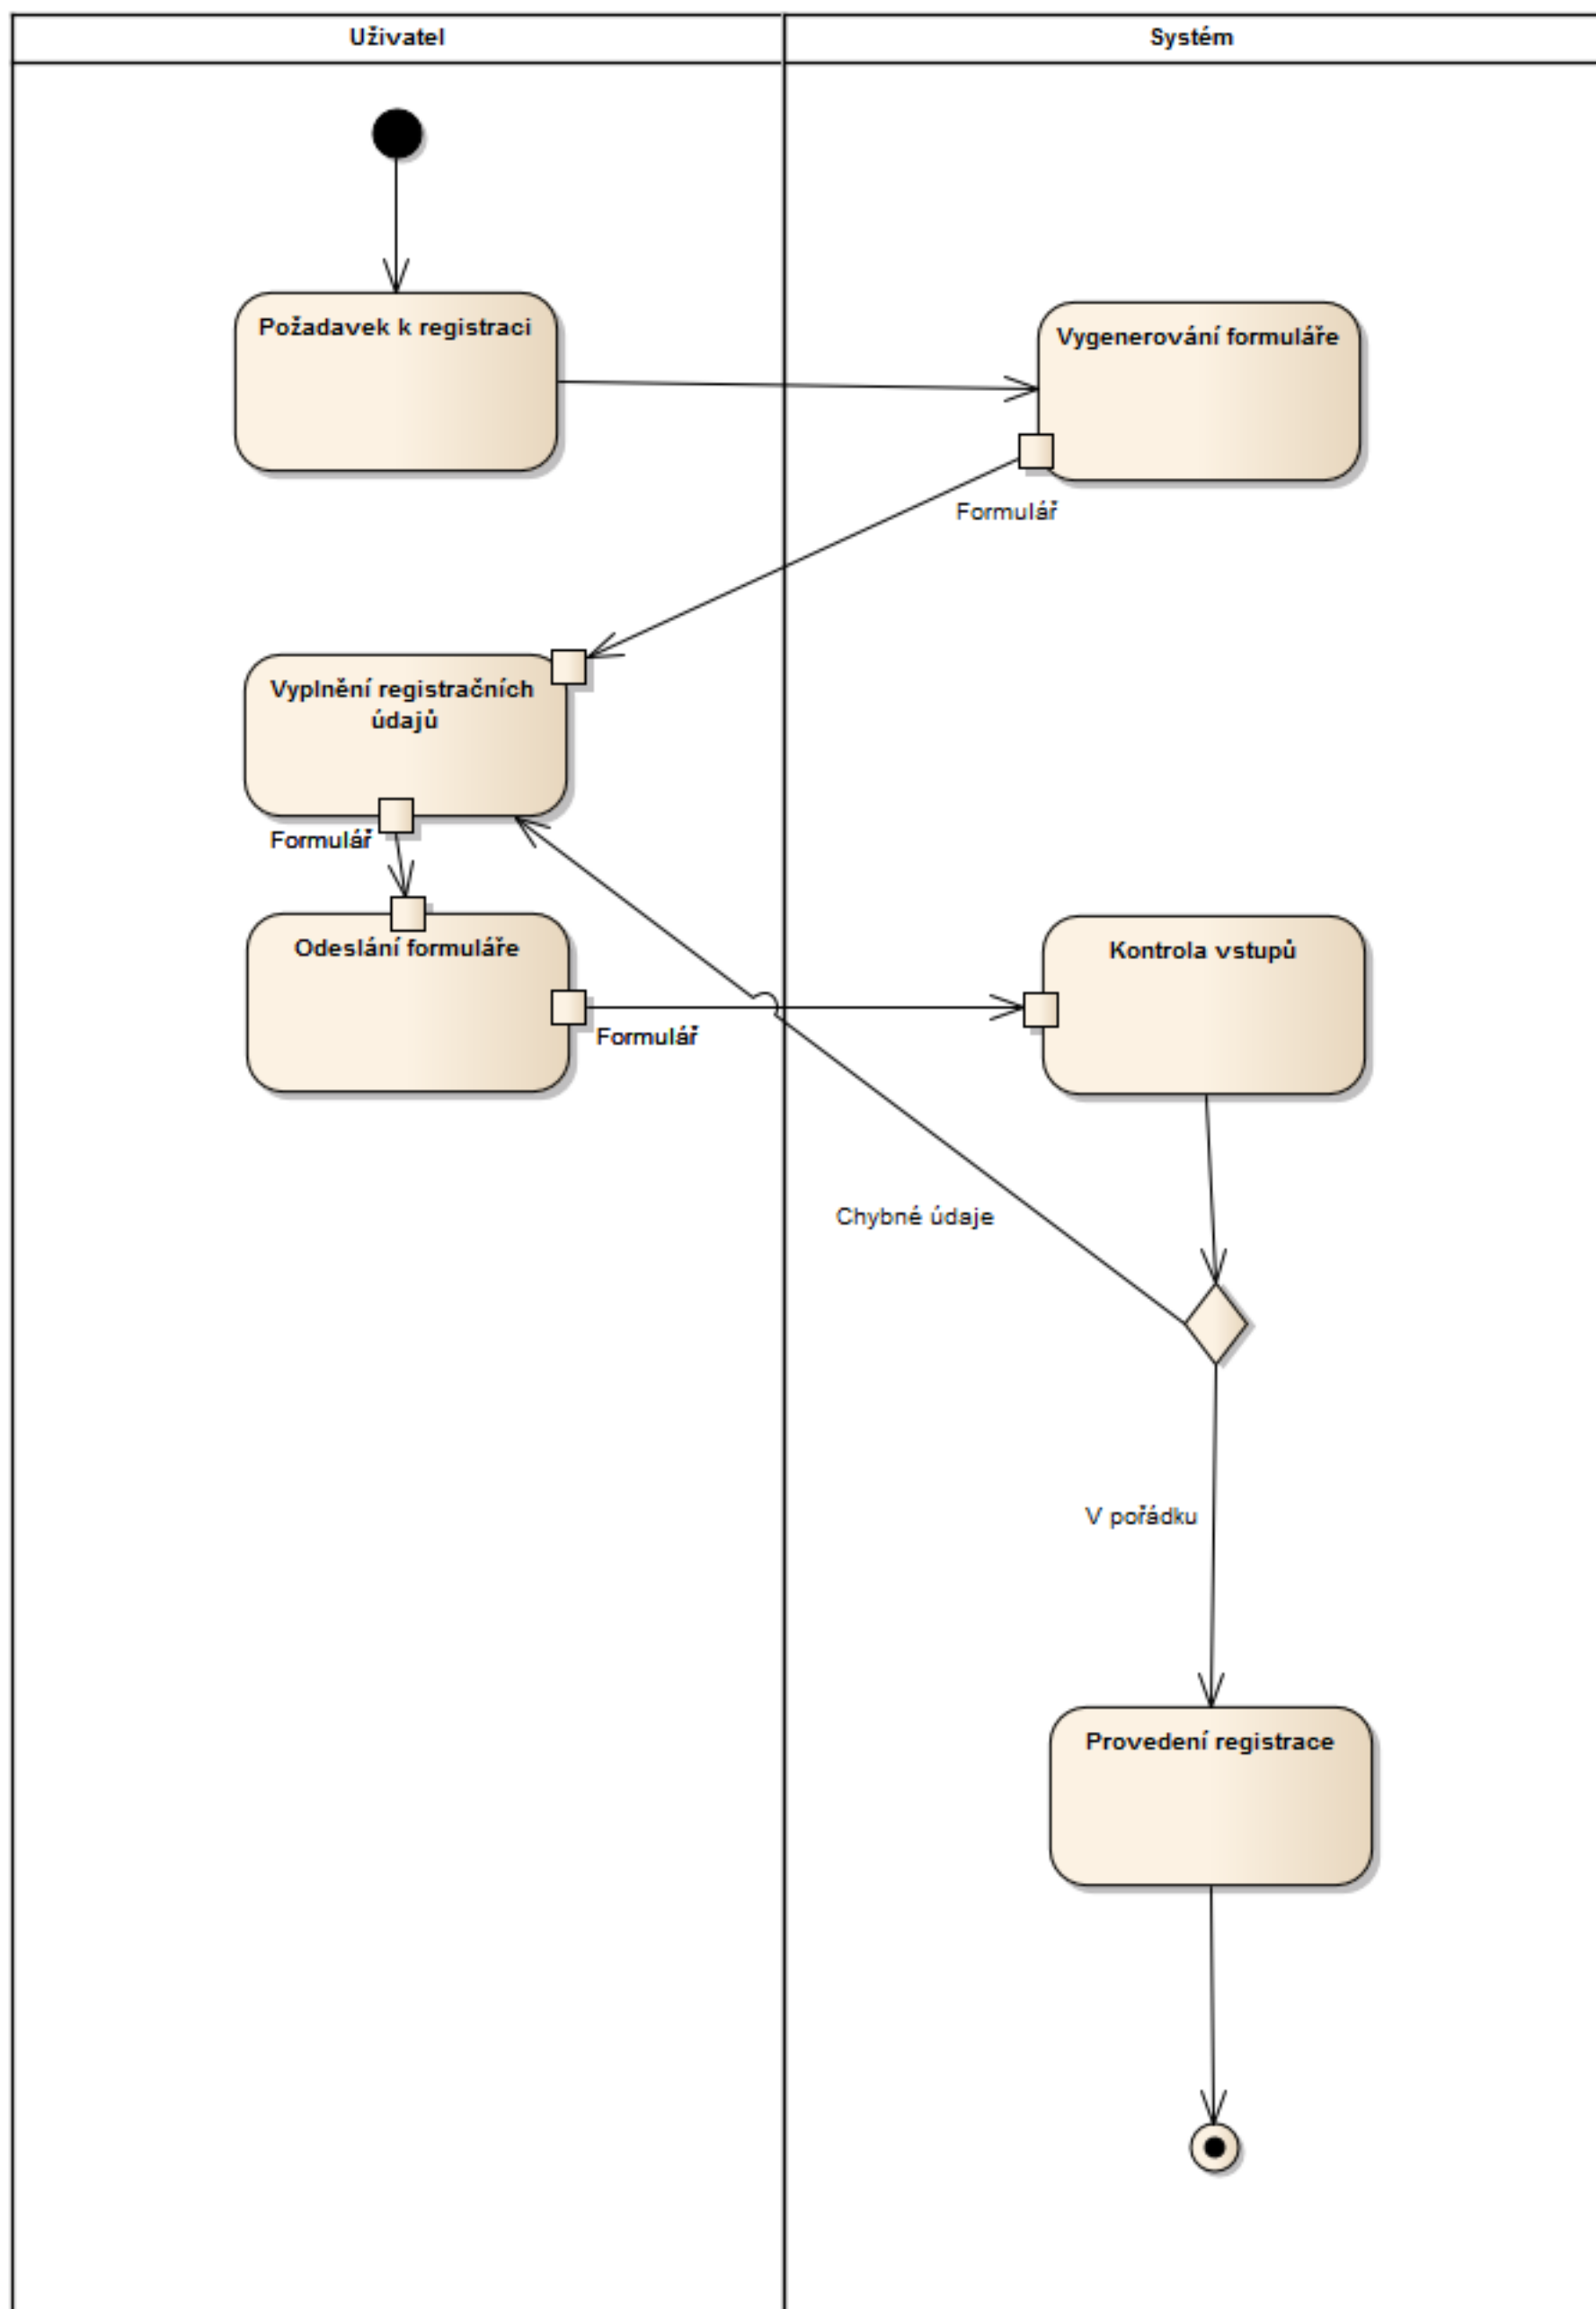 Uživatel
Systém
Požadavek k registraci
Vygenerování formuláře
Formulář
Vyplnění registračních
údajů
Formulář
Odeslání formuláře
Kontrola vstupů
Formulář
Chybné údaje
V pořádku
Provedení registrace